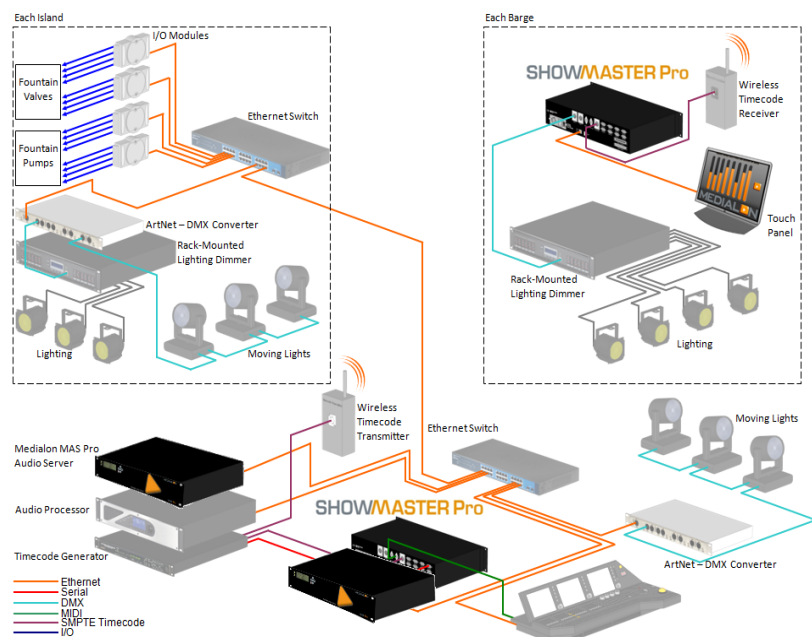 Each Island
I/O Modules
Fountain
Valves
Fountain
Pumps
Ethernet Switch
ArtNet – DMX Converter
Rack-Mounted
Lighting Dimmer
Lighting
Moving Lights
Each Barge
SHOWMASTER Pro
Wireless
Timecode
Receiver
MEDIALON
Touch
Panel
Rack-Mounted
Lighting Dimmer
Lighting
Wireless
Timecode
Transmitter
Ethernet Switch
Moving Lights
Medialon MAS Pro
Audio Server
Audio Processor
SHOWMASTER Pro
Timecode Generator
ArtNet – DMX Converter
Ethernet
Serial
DMX
MIDI
SMPTE Timecode
I/O